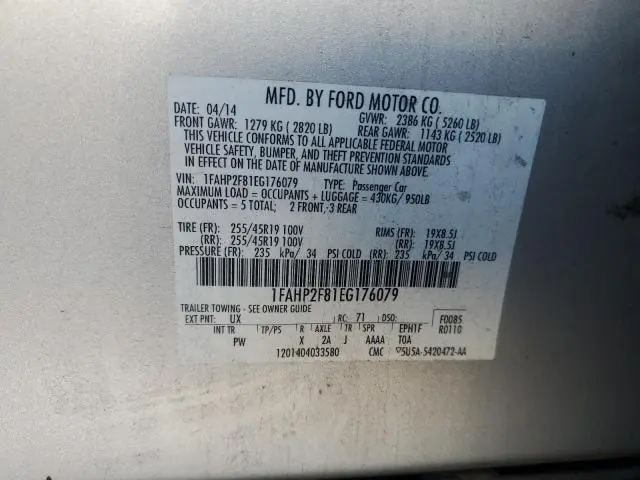 MFD. BY FORD MOTOR CO.
DATE: 04/14 GVWR: 2386 KG ( 5260 LB)
FRONT GAWR: 1279 KG ( 2820 LB) REAR GAWR: 1143 KG ( 2520 LB)
THIS VEHICLE CONFORMS TO ALL APPLICABLE FEDERAL MOTOR
VEHICLE SAFETY, BUMPER, AND THEFT PREVENTION STANDARDS
IN EFFECT ON THE DATE OF MANUFACTURE SHOWN ABOVE.
VIN: 1FAHP2F81EG176079 TYPE: Passenger Car
MAXIMUM LOAD = OCCUPANTS + LUGGAGE = 430KG/ 950LB
OCCUPANTS = 5 TOTAL: 2 FRONT,-3 REAR
TIRE (FR): 255/45R19 100V RIMS (FR): 19X8.5J
(RR): 255/45R19 100V (RR): 19X8.5J
PRESSURE (FR): 235 kPa/ 34 PSI COLD (RR): 235 kPa/ 34 PSI COLD
1FAHP2F81EG176079
TRAILER TOWING - SEE OWNER GUIDE
EXT PNT: UX RC: 71 DSO: F0085
INT TR TP/PS R AXLE TR SPR EPH1F R0110
PW X 2A J AAAA T0A
1201404033580 CMC 5U5A-5420472-AA